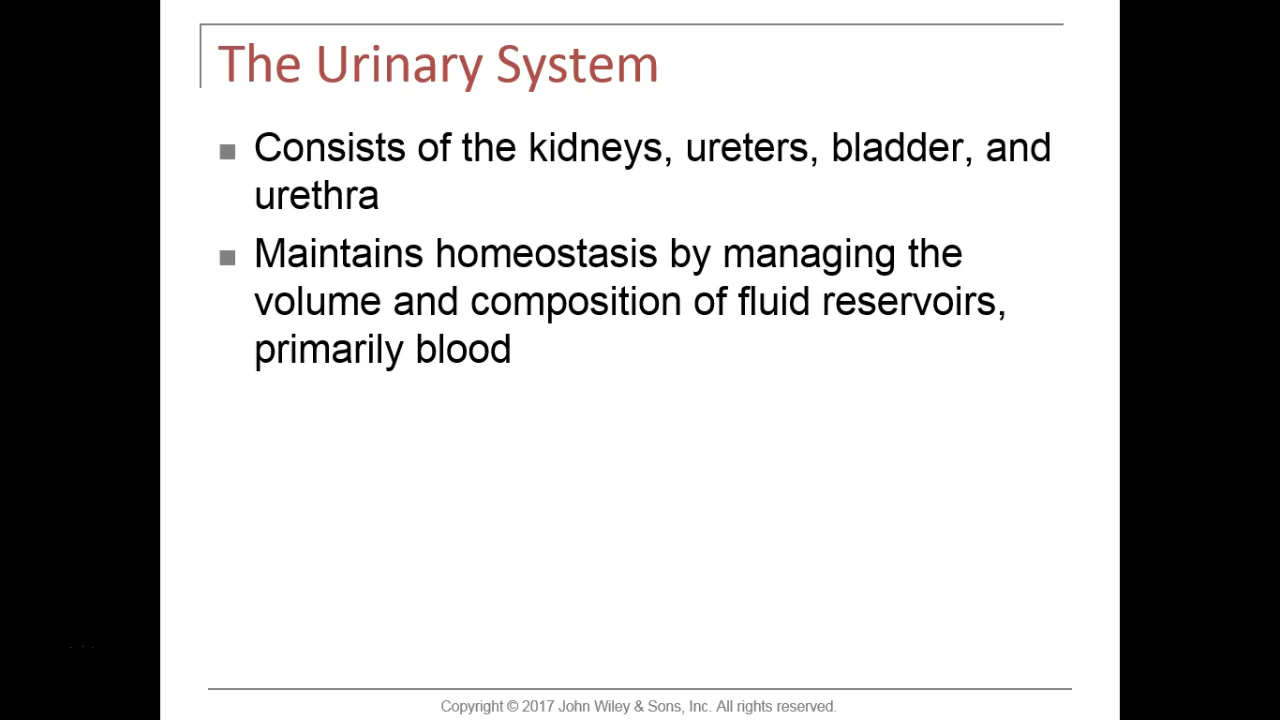 The Urinary System
Consists of the kidneys, ureters, bladder, and
urethra
Maintains homeostasis by managing the
volume and composition of fluid reservoirs,
primarily blood
Copyright © 2017 John Wiley & Sons, Inc. All rights reserved.